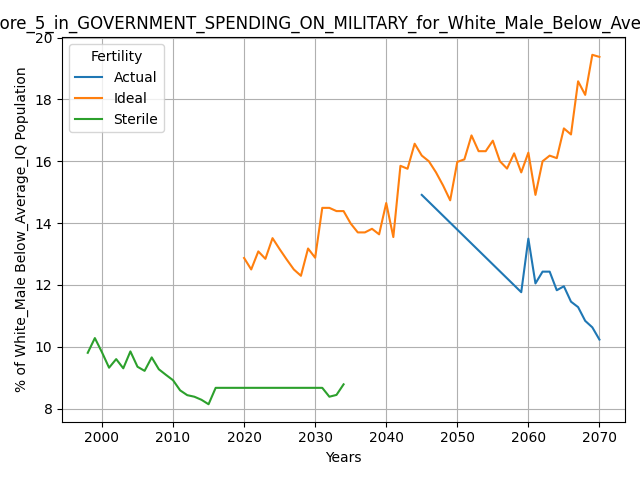 ore_5_in_GOVERNMENT_SPENDING_ON_MILITARY_for_White_Male_Below_Ave
% of White_Male Below_Average_IQ Population
20
18
16
14
12
10
8
Fertility
Actual
Ideal
Sterile
2000 2010 2020 2030 2040 2050 2060 2070
Years